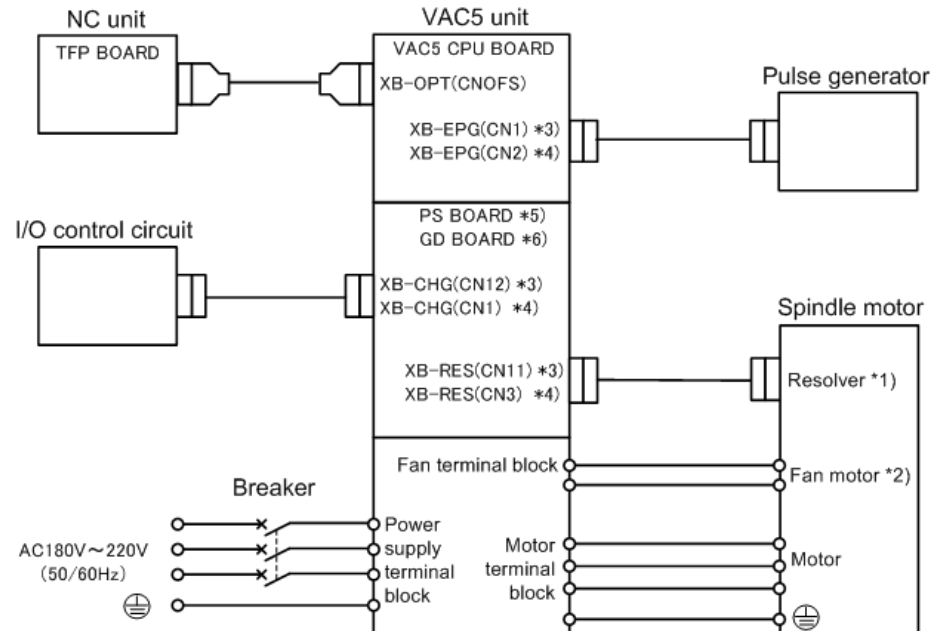 NC unit
VAC5 unit
TFP BOARD
VAC5 CPU BOARD
XB-OPT(CNOFS)
Pulse generator
XB-EPG(CN1) *3)
XB-EPG(CN2) *4)
I/O control circuit
PS BOARD *5)
GD BOARD *6)
XB-CHG(CN12) *3)
XB-CHG(CN1) *4)
Spindle motor
XB-RES(CN11) *3)
XB-RES(CN3) *4)
Resolver *1)
Fan terminal block
Fan motor *2)
Breaker
AC180V～220V
(50/60Hz)
Power
supply
terminal
block
Motor
terminal
block
Motor